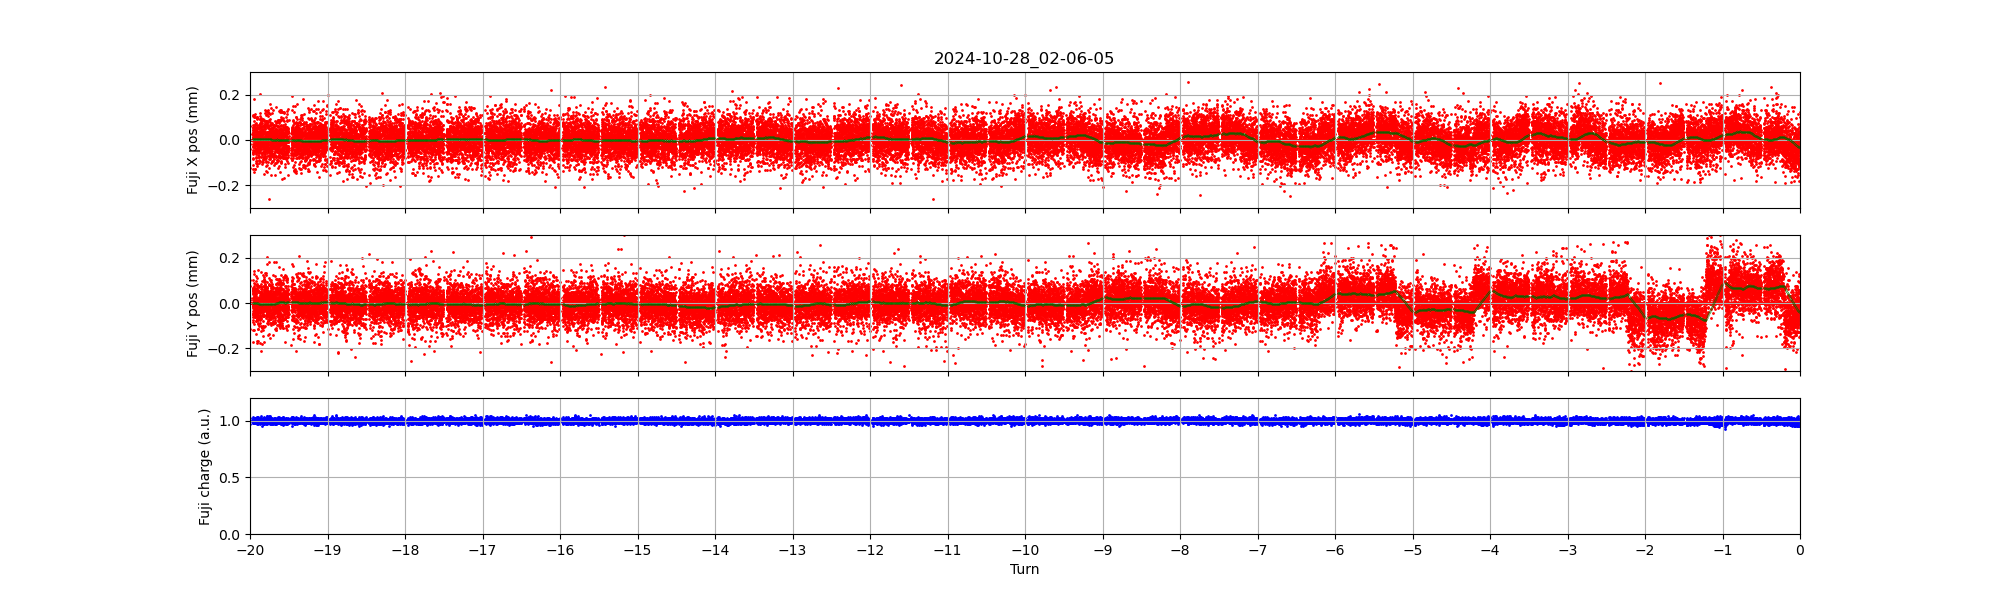 2024-10-28_02-06-05
Fuji X pos (mm)
0.2
0.0
−0.2
Fuji Y pos (mm)
0.2
0.0
−0.2
Fuji charge (a.u.)
1.0
0.5
0.0
−20 −19 −18 −17 −16 −15 −14 −13 −12 −11 −10 −9 −8 −7 −6 −5 −4 −3 −2 −1 0
Turn